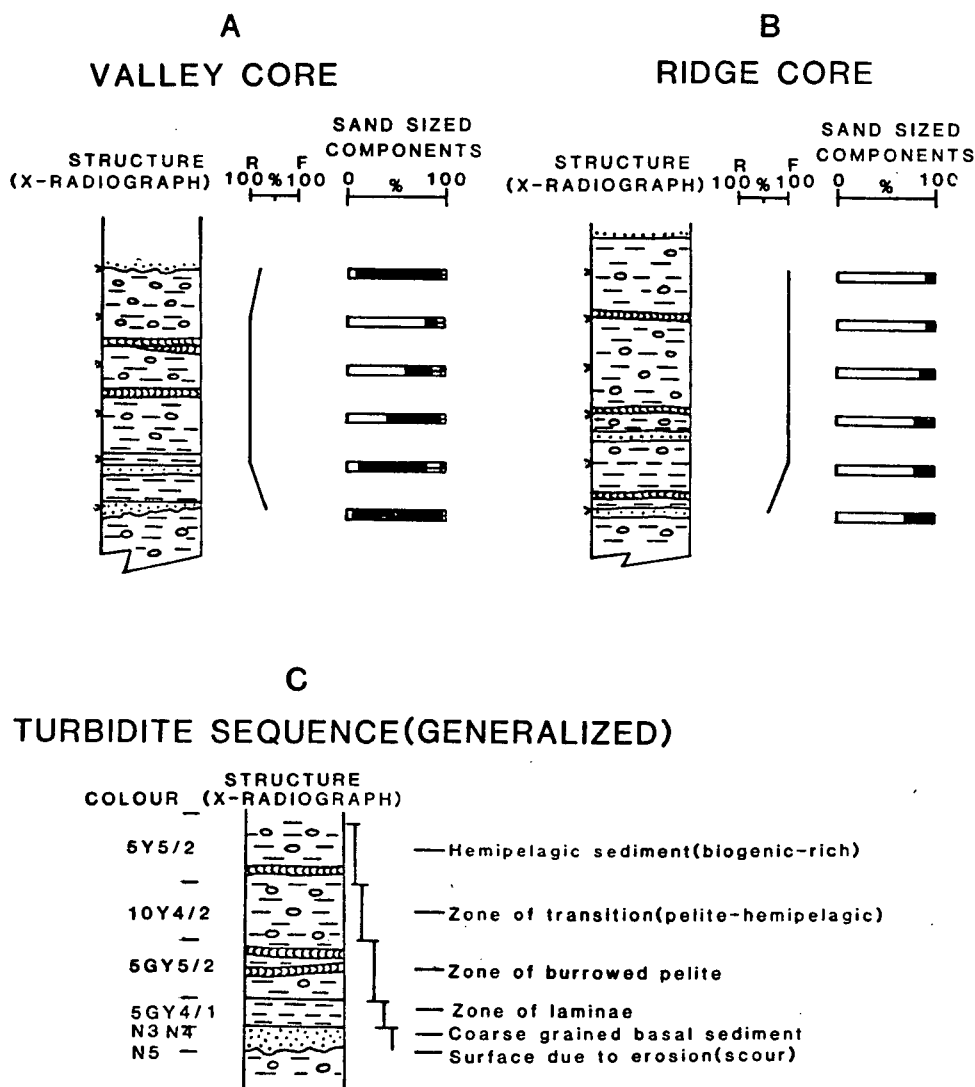 A
VALLEY CORE
SAND SIZED
COMPONENTS
STRUCTURE
(X-RADIOGRAPH)
R F
100 % 100
0 % 100
B
RIDGE CORE
SAND SIZED
COMPONENTS
STRUCTURE
(X-RADIOGRAPH)
R F
100 % 100
0 % 100
C
TURBIDITE SEQUENCE(GENERALIZED)
STRUCTURE
COLOUR (X-RADIOGRAPH)
5Y5/2
Hemipelagic sediment(biogenic-rich)
10Y4/2
Zone of transition(pelite-hemipelagic)
5GY5/2
Zone of burrowed pelite
5GY4/1
Zone of laminae
N3 N4
Coarse grained basal sediment
N5
Surface due to erosion(scour)